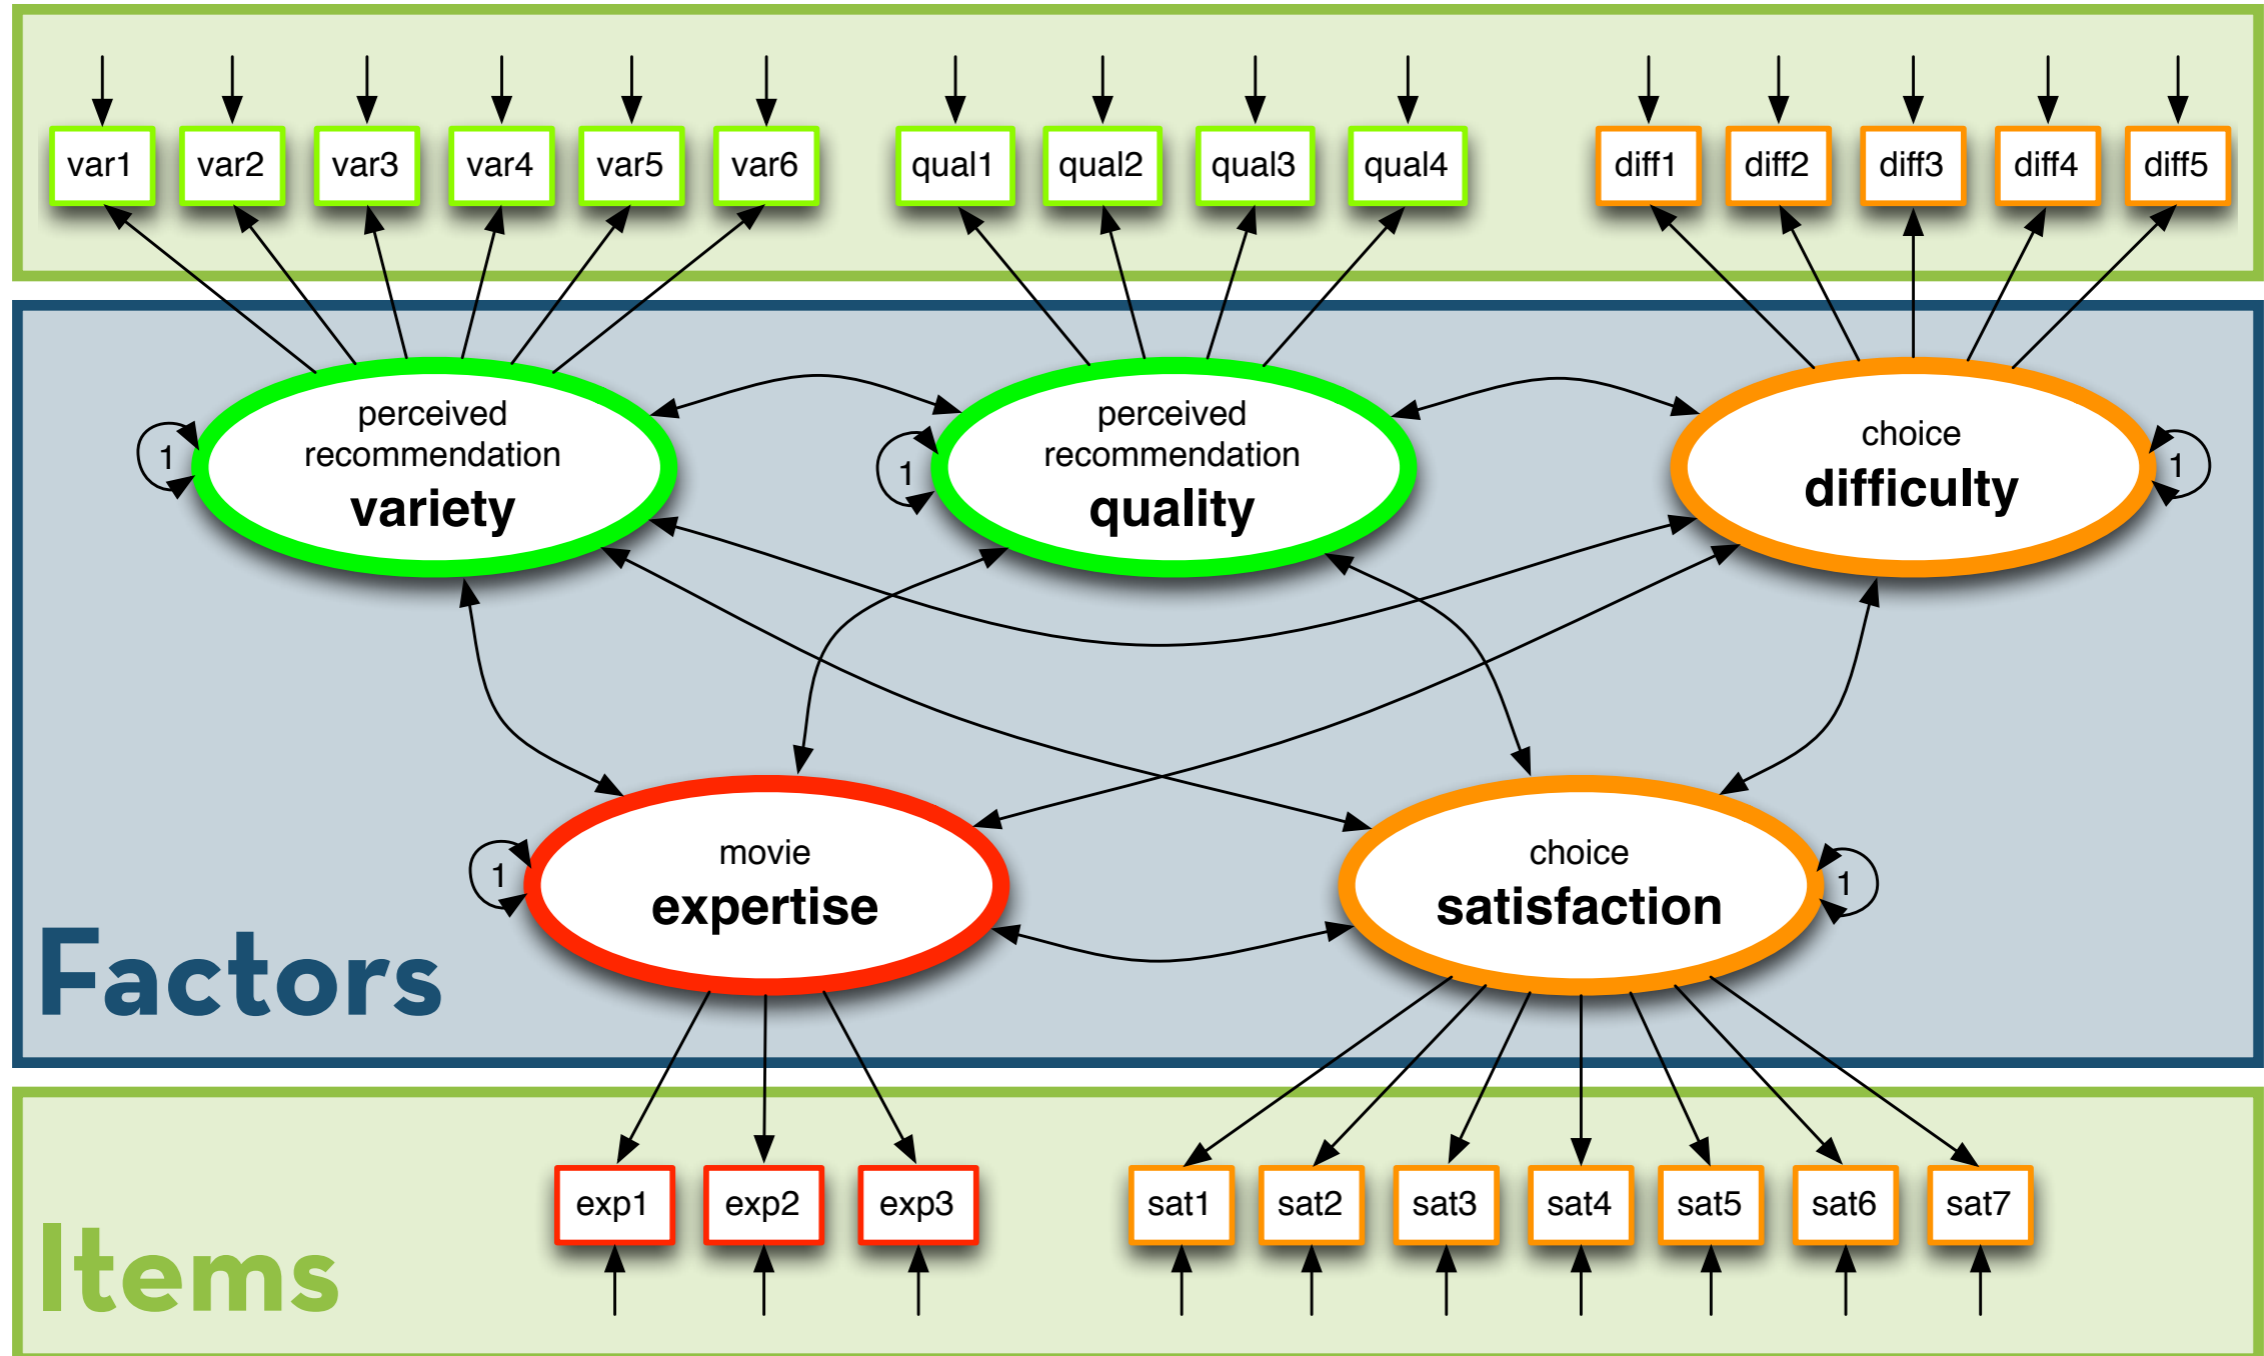 var1
var2
var3
var4
var5
var6
qual1
qual2
qual3
qual4
diff1
diff2
diff3
diff4
diff5
perceived
recommendation
variety
1
perceived
recommendation
quality
1
choice
difficulty
1
movie
expertise
1
choice
satisfaction
1
Factors
exp1
exp2
exp3
sat1
sat2
sat3
sat4
sat5
sat6
sat7
Items